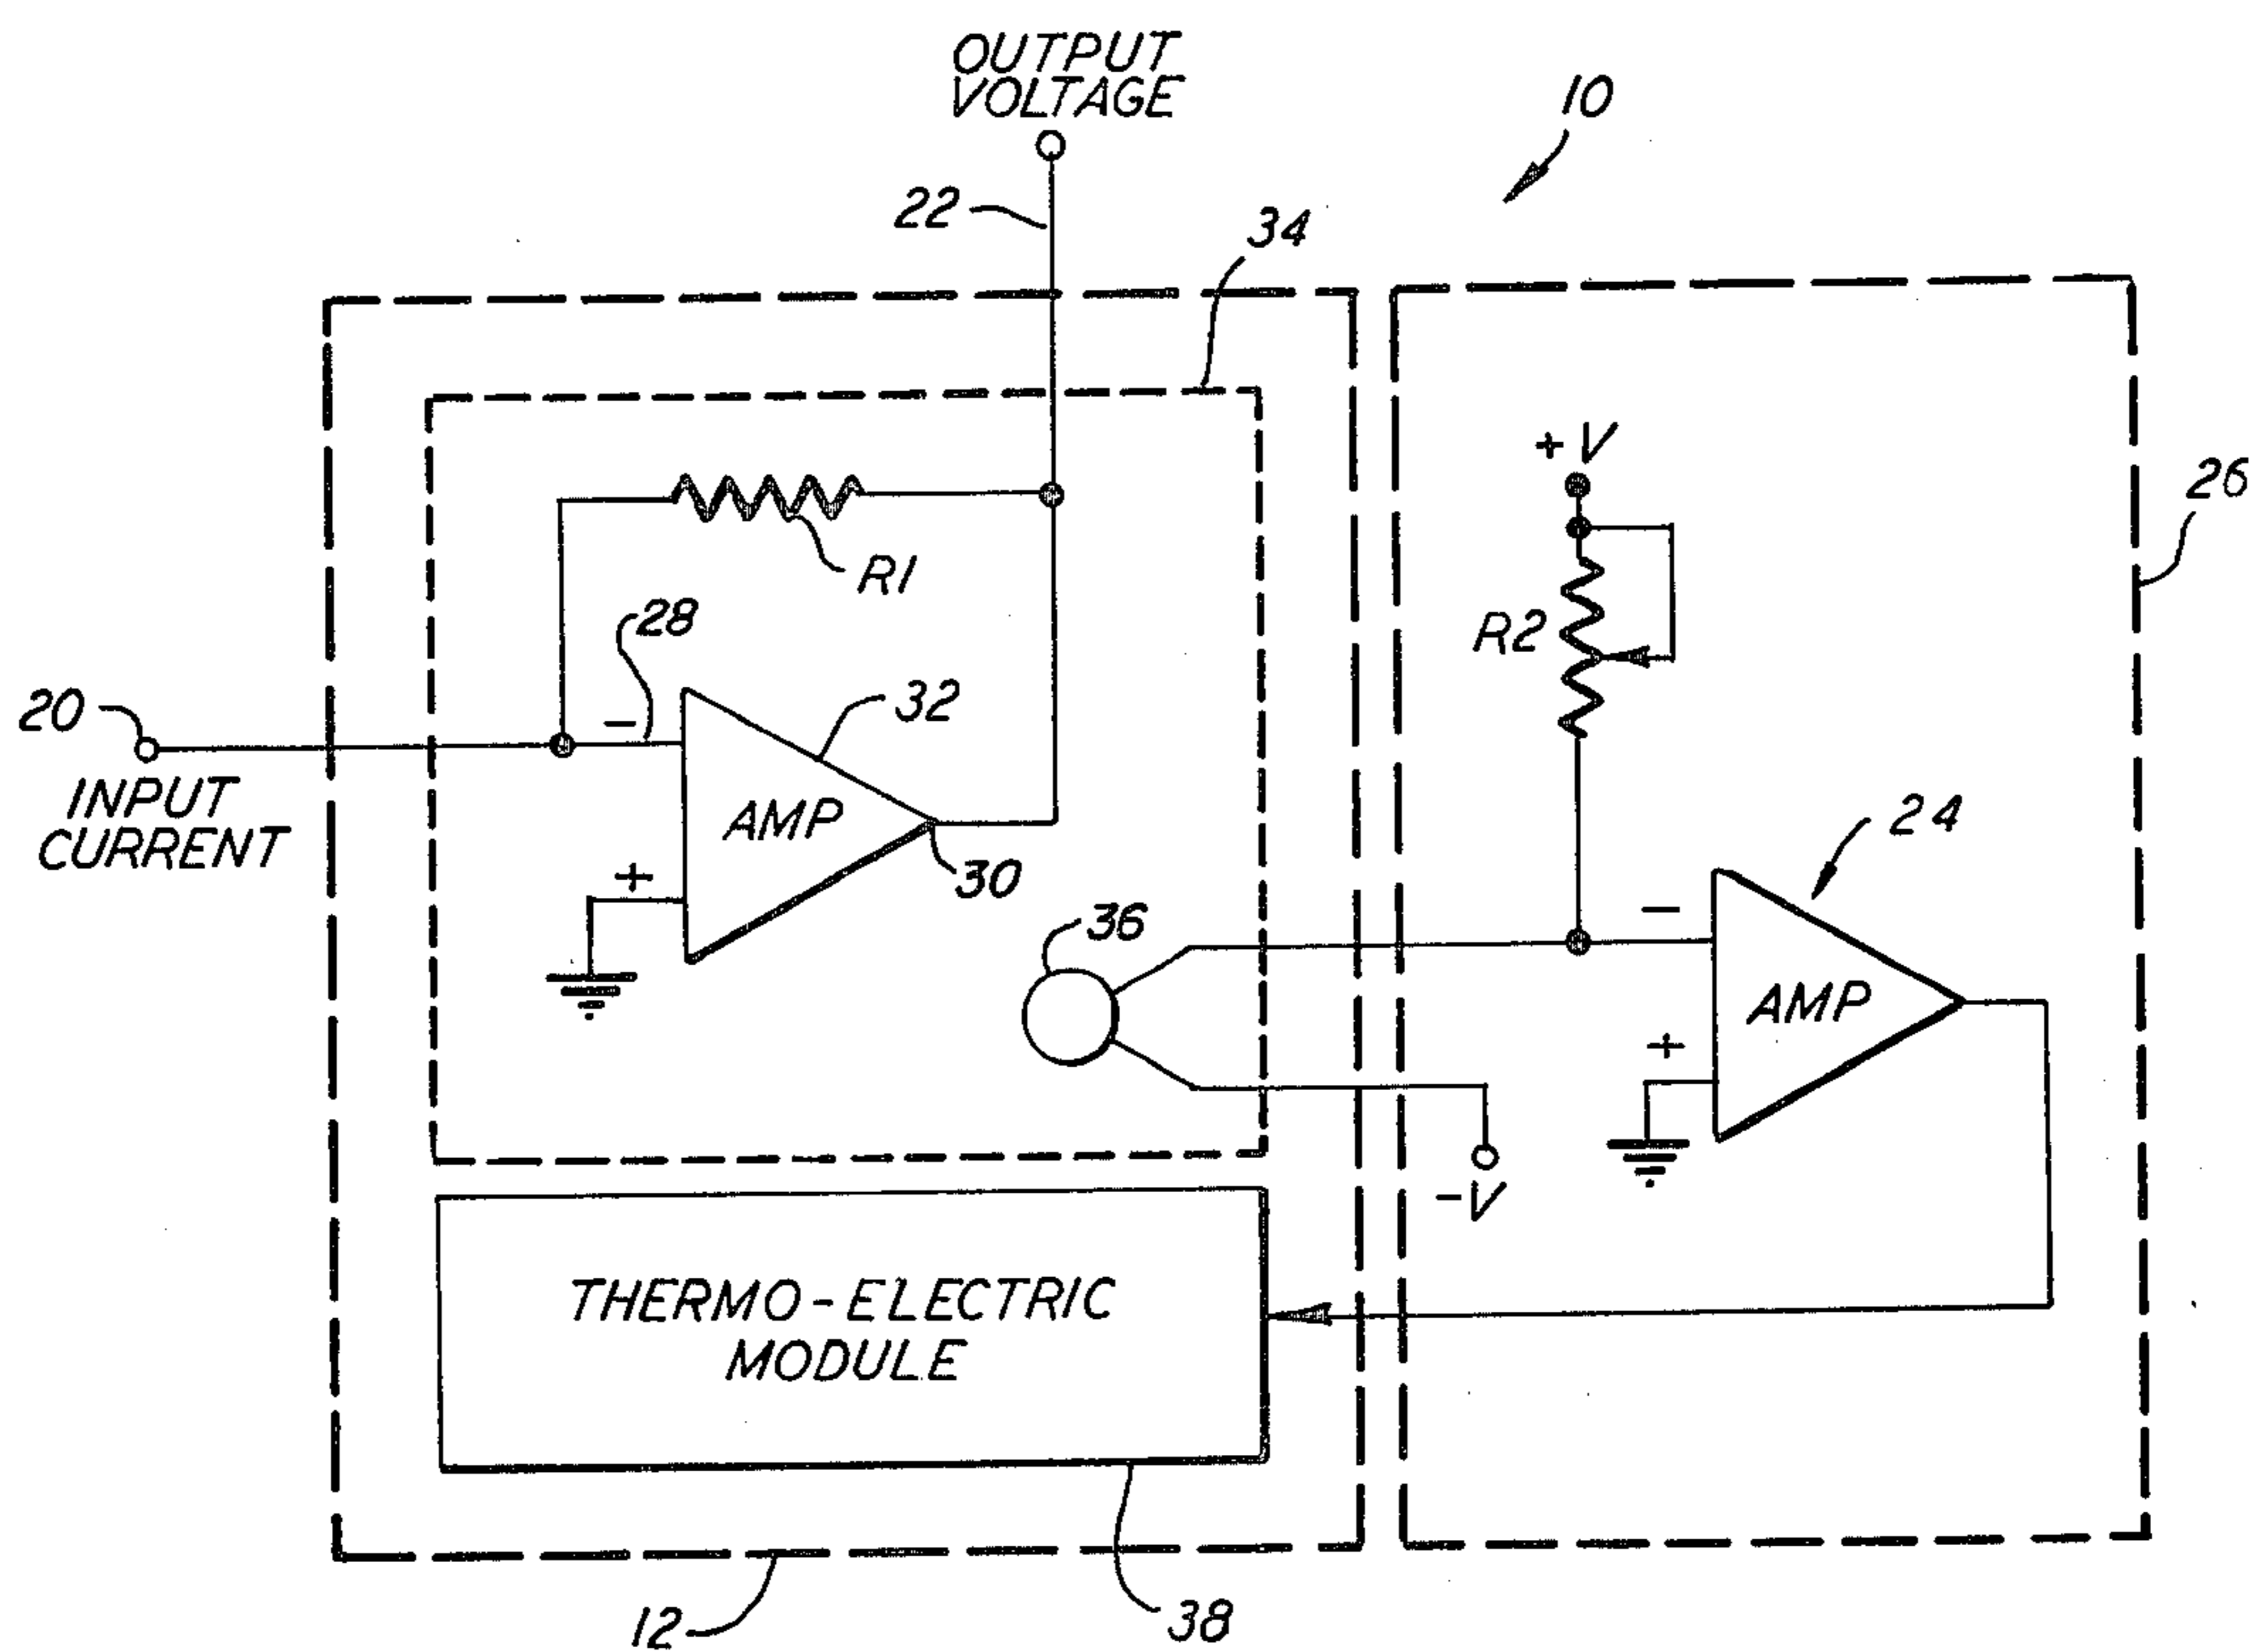 OUTPUT
VOLTAGE
10
22
34
+V
26
R1
R2
28
20
32
-
INPUT
CURRENT
AMP
24
+
30
36
-
AMP
+
-V
THERMO-ELECTRIC
MODULE
12
38